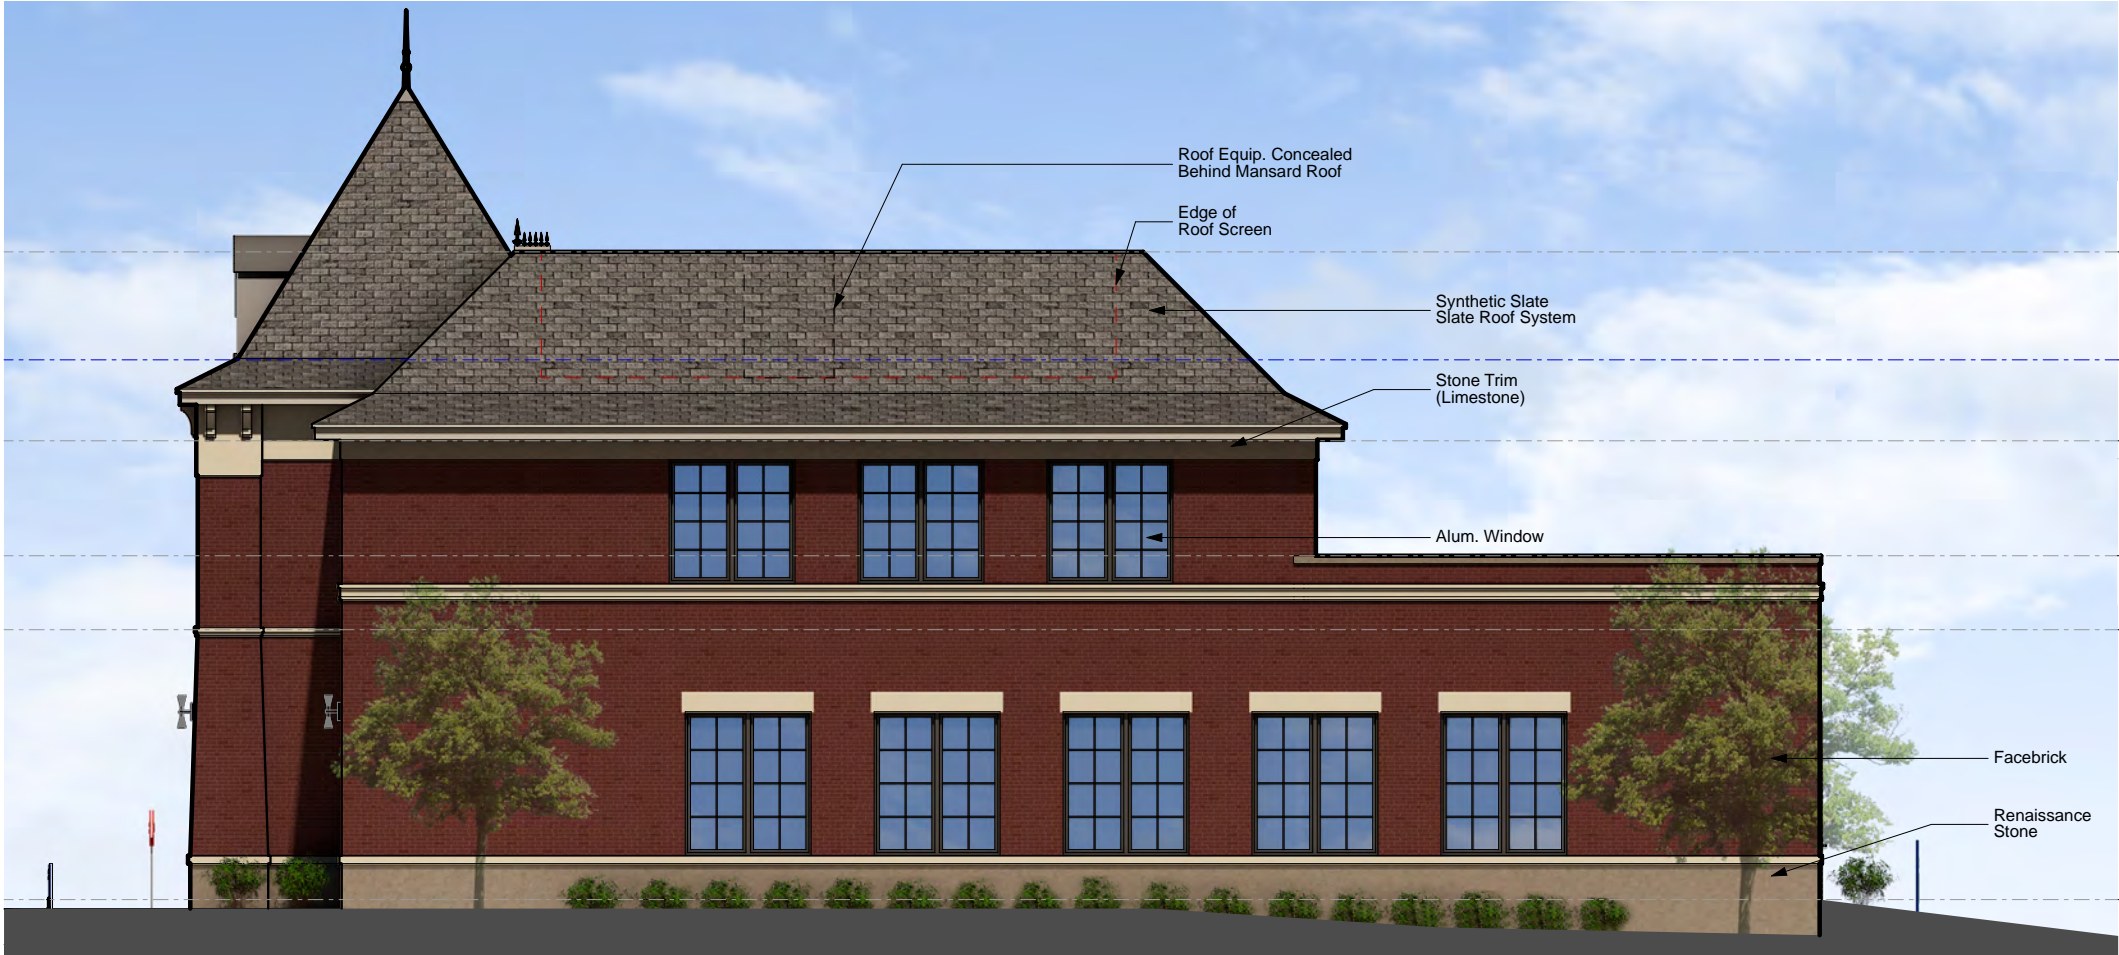 Roof Equip. Concealed
Behind Mansard Roof
Edge of
Roof Screen
Synthetic Slate
Slate Roof System
Stone Trim
(Limestone)
Alum. Window
Facebrick
Renaissance
Stone